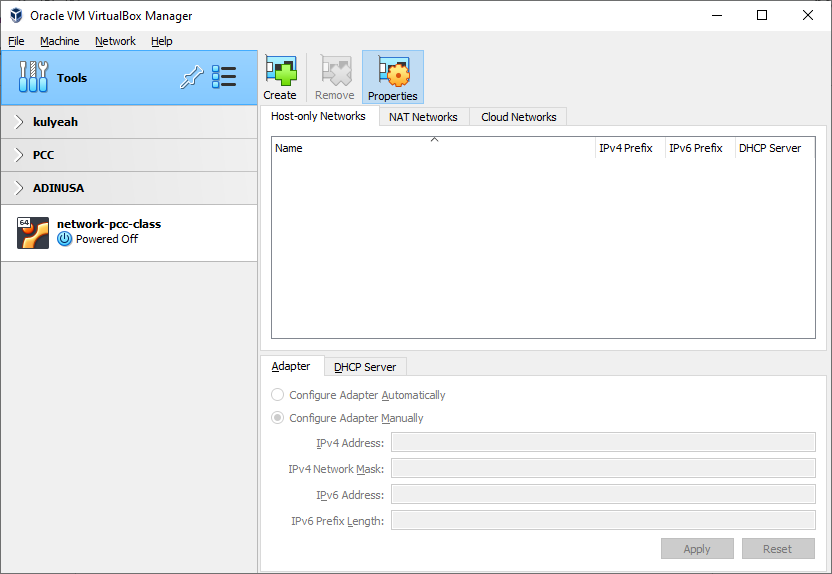 Oracle VM VirtualBox Manager
File Machine Network Help
Tools
kulyeah
PCC
ADINUSA
64
network-pcc-class
Powered Off
Create Remove Properties
Host-only Networks NAT Networks Cloud Networks
Name IPv4 Prefix IPv6 Prefix DHCP Server
Adapter DHCP Server
Configure Adapter Automatically
Configure Adapter Manually
IPv4 Address:
IPv4 Network Mask:
IPv6 Address:
IPv6 Prefix Length:
Apply Reset